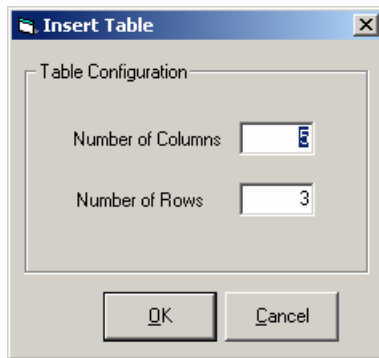 Insert Table
Table Configuration
Number of Columns 5
Number of Rows 3
OK Cancel